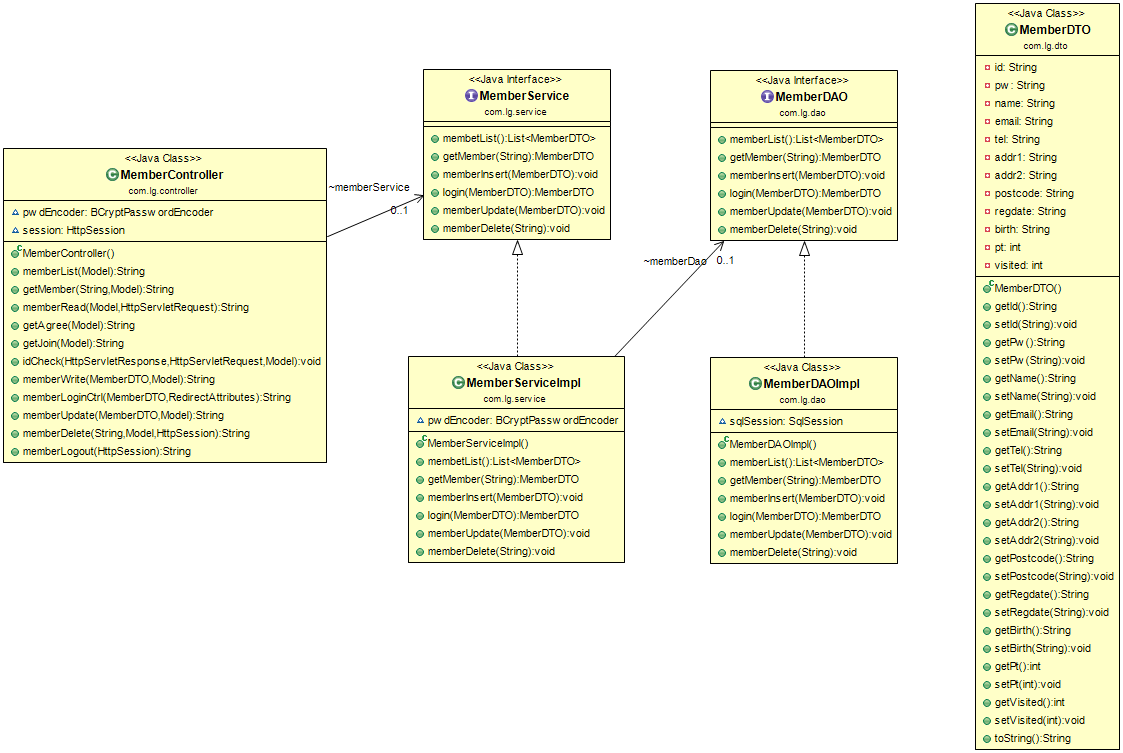 <<Java Class>>
MemberController
com.lg.controller
pwdEncoder: BCryptPasswordEncoder
session: HttpSession
MemberController()
memberList(Model):String
getMember(String,Model):String
memberRead(Model,HttpServletRequest):String
getAgree(Model):String
getJoin(Model):String
idCheck(HttpServletResponse,HttpServletRequest,Model):void
memberWrite(MemberDTO,Model):String
memberLoginCtrl(MemberDTO,RedirectAttributes):String
memberUpdate(MemberDTO,Model):String
memberDelete(String,Model,HttpSession):String
memberLogout(HttpSession):String
~memberService
0..1
<<Java Interface>>
MemberService
com.lg.service
membetList():List<MemberDTO>
getMember(String):MemberDTO
memberInsert(MemberDTO):void
login(MemberDTO):MemberDTO
memberUpdate(MemberDTO):void
memberDelete(String):void
<<Java Class>>
MemberServiceImpl
com.lg.service
pwdEncoder: BCryptPasswordEncoder
MemberServiceImpl()
membetList():List<MemberDTO>
getMember(String):MemberDTO
memberInsert(MemberDTO):void
login(MemberDTO):MemberDTO
memberUpdate(MemberDTO):void
memberDelete(String):void
~memberDao
0..1
<<Java Interface>>
MemberDAO
com.lg.dao
memberList():List<MemberDTO>
getMember(String):MemberDTO
memberInsert(MemberDTO):void
login(MemberDTO):MemberDTO
memberUpdate(MemberDTO):void
memberDelete(String):void
<<Java Class>>
MemberDAOImpl
com.lg.dao
sqlSession: SqlSession
MemberDAOImpl()
memberList():List<MemberDTO>
getMember(String):MemberDTO
memberInsert(MemberDTO):void
login(MemberDTO):MemberDTO
memberUpdate(MemberDTO):void
memberDelete(String):void
<<Java Class>>
MemberDTO
com.lg.dto
id: String
pw: String
name: String
email: String
tel: String
addr1: String
addr2: String
postcode: String
regdate: String
birth: String
pt: int
visited: int
MemberDTO()
getId():String
setId(String):void
getPw():String
setPw(String):void
getName():String
setName(String):void
getEmail():String
setEmail(String):void
getTel():String
setTel(String):void
getAddr1():String
setAddr1(String):void
getAddr2():String
setAddr2(String):void
getPostcode():String
setPostcode(String):void
getRegdate():String
setRegdate(String):void
getBirth():String
setBirth(String):void
getPt():int
setPt(int):void
getVisited():int
setVisited(int):void
toString():String